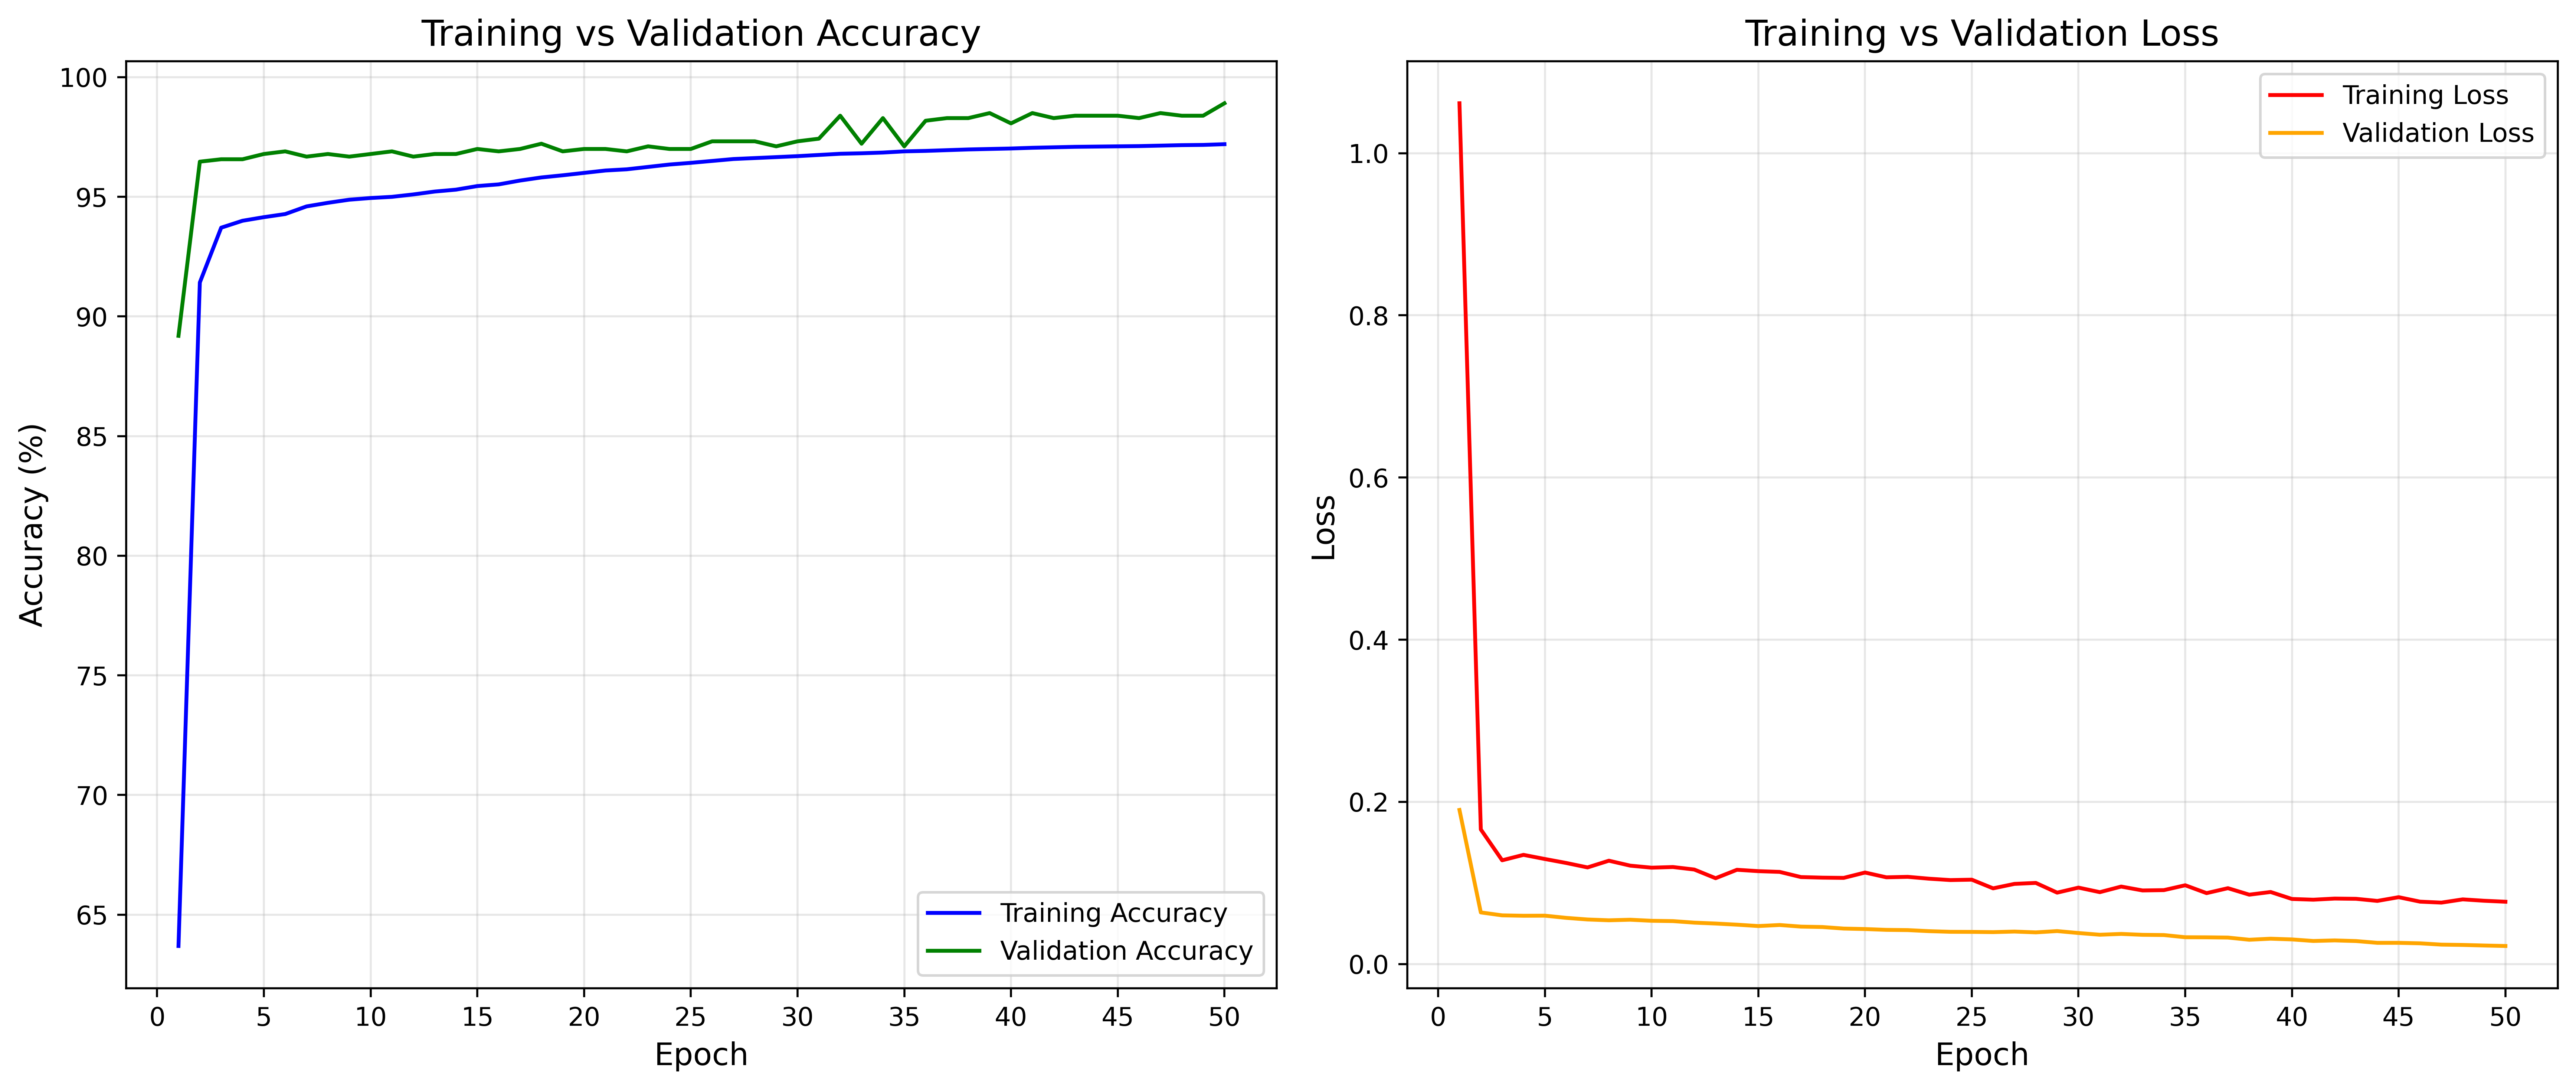 Training vs Validation Accuracy
100
95
90
85
80
75
70
65
Accuracy (%)
Training Accuracy
Validation Accuracy
0 5 10 15 20 25 30 35 40 45 50
Epoch
Training vs Validation Loss
Training Loss
Validation Loss
1.0
0.8
0.6
0.4
0.2
0.0
Loss
0 5 10 15 20 25 30 35 40 45 50
Epoch